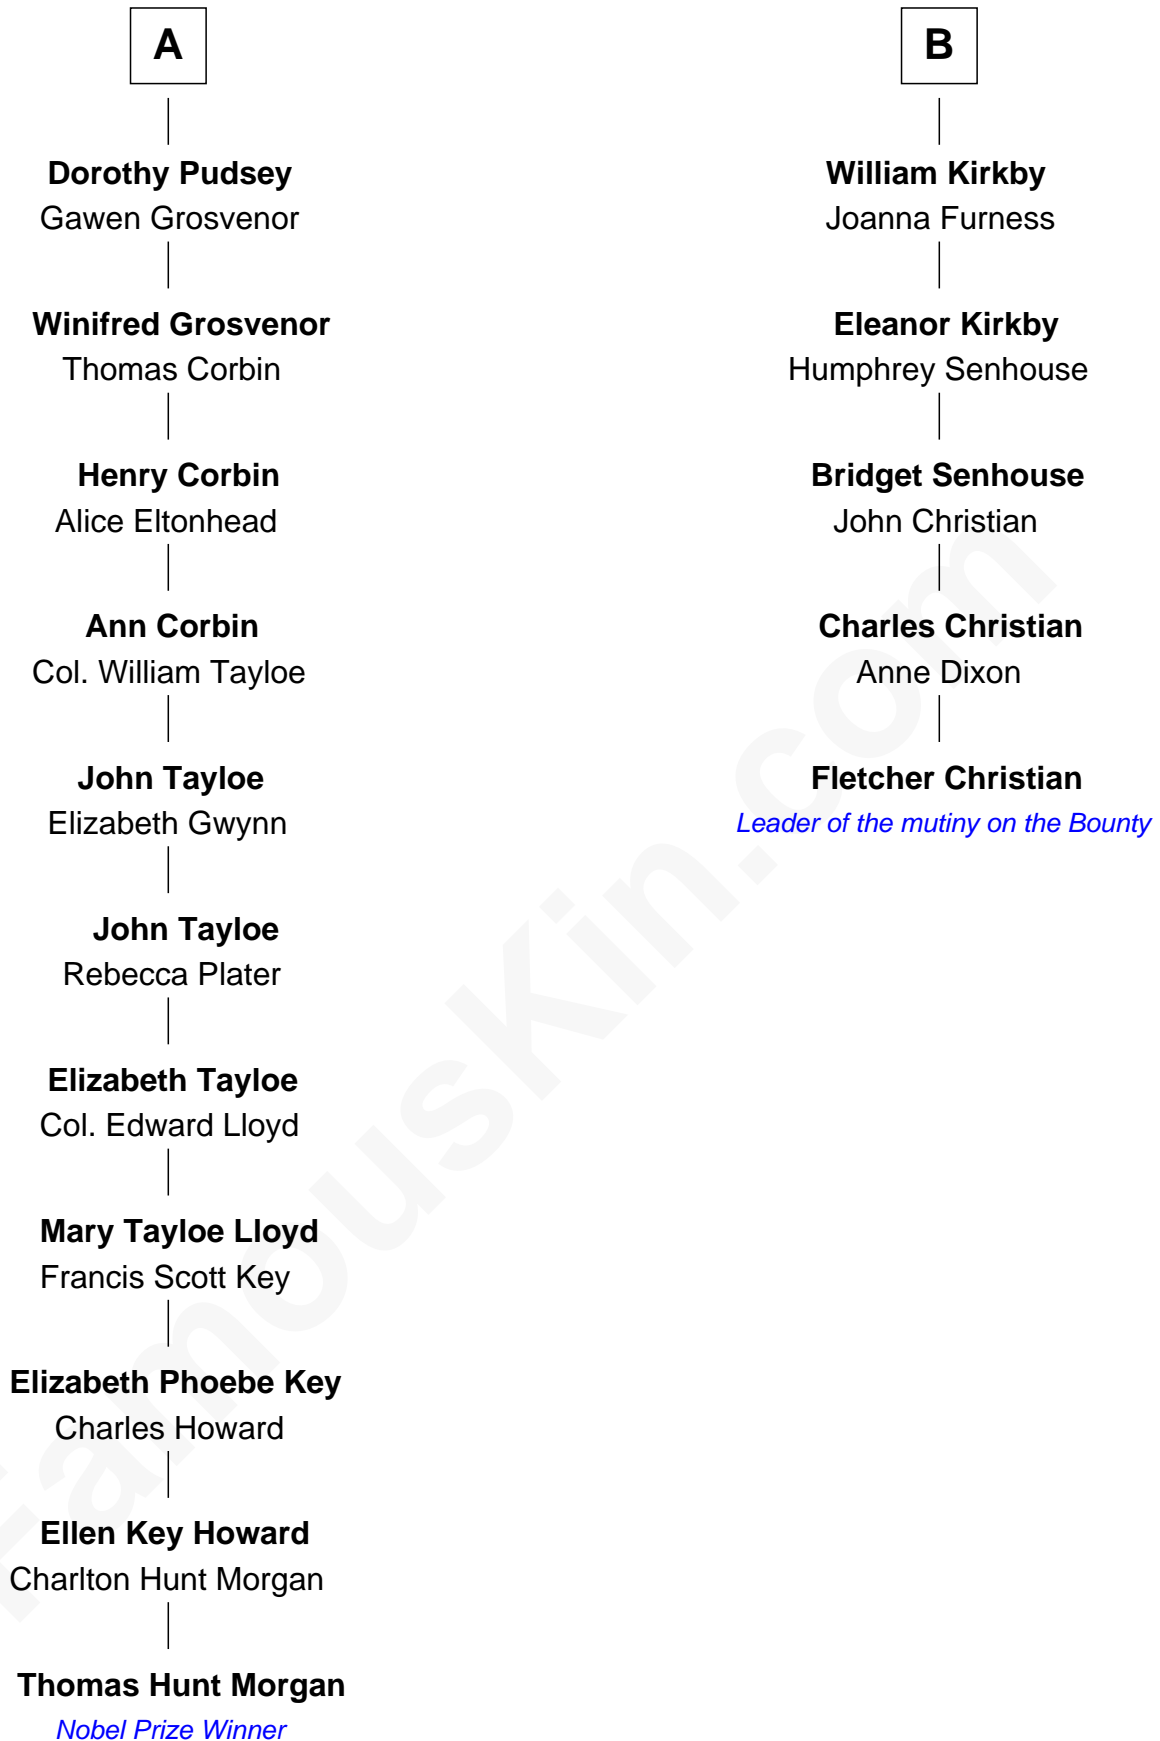 A
Dorothy Pudsey
Gawen Grosvenor
Winifred Grosvenor
Thomas Corbin
Henry Corbin
Alice Eltonhead
Ann Corbin
Col. William Tayloe
John Tayloe
Elizabeth Gwynn
John Tayloe
Rebecca Plater
Elizabeth Tayloe
Col. Edward Lloyd
Mary Tayloe Lloyd
Francis Scott Key
Elizabeth Phoebe Key
Charles Howard
Ellen Key Howard
Charlton Hunt Morgan
Thomas Hunt Morgan
Nobel Prize Winner
B
William Kirkby
Joanna Furness
Eleanor Kirkby
Humphrey Senhouse
Bridget Senhouse
John Christian
Charles Christian
Anne Dixon
Fletcher Christian
Leader of the mutiny on the Bounty
FamousKin.com